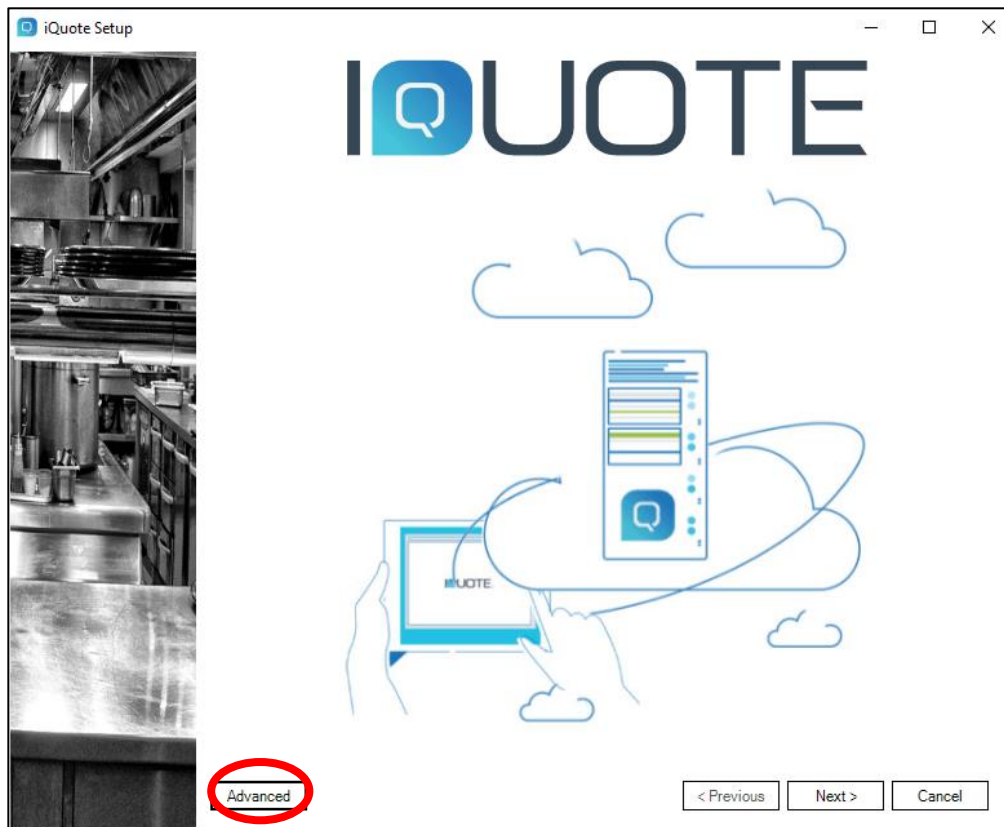 iQuote Setup
IQUOTE
IQUOTE
Advanced
< Previous
Next >
Cancel